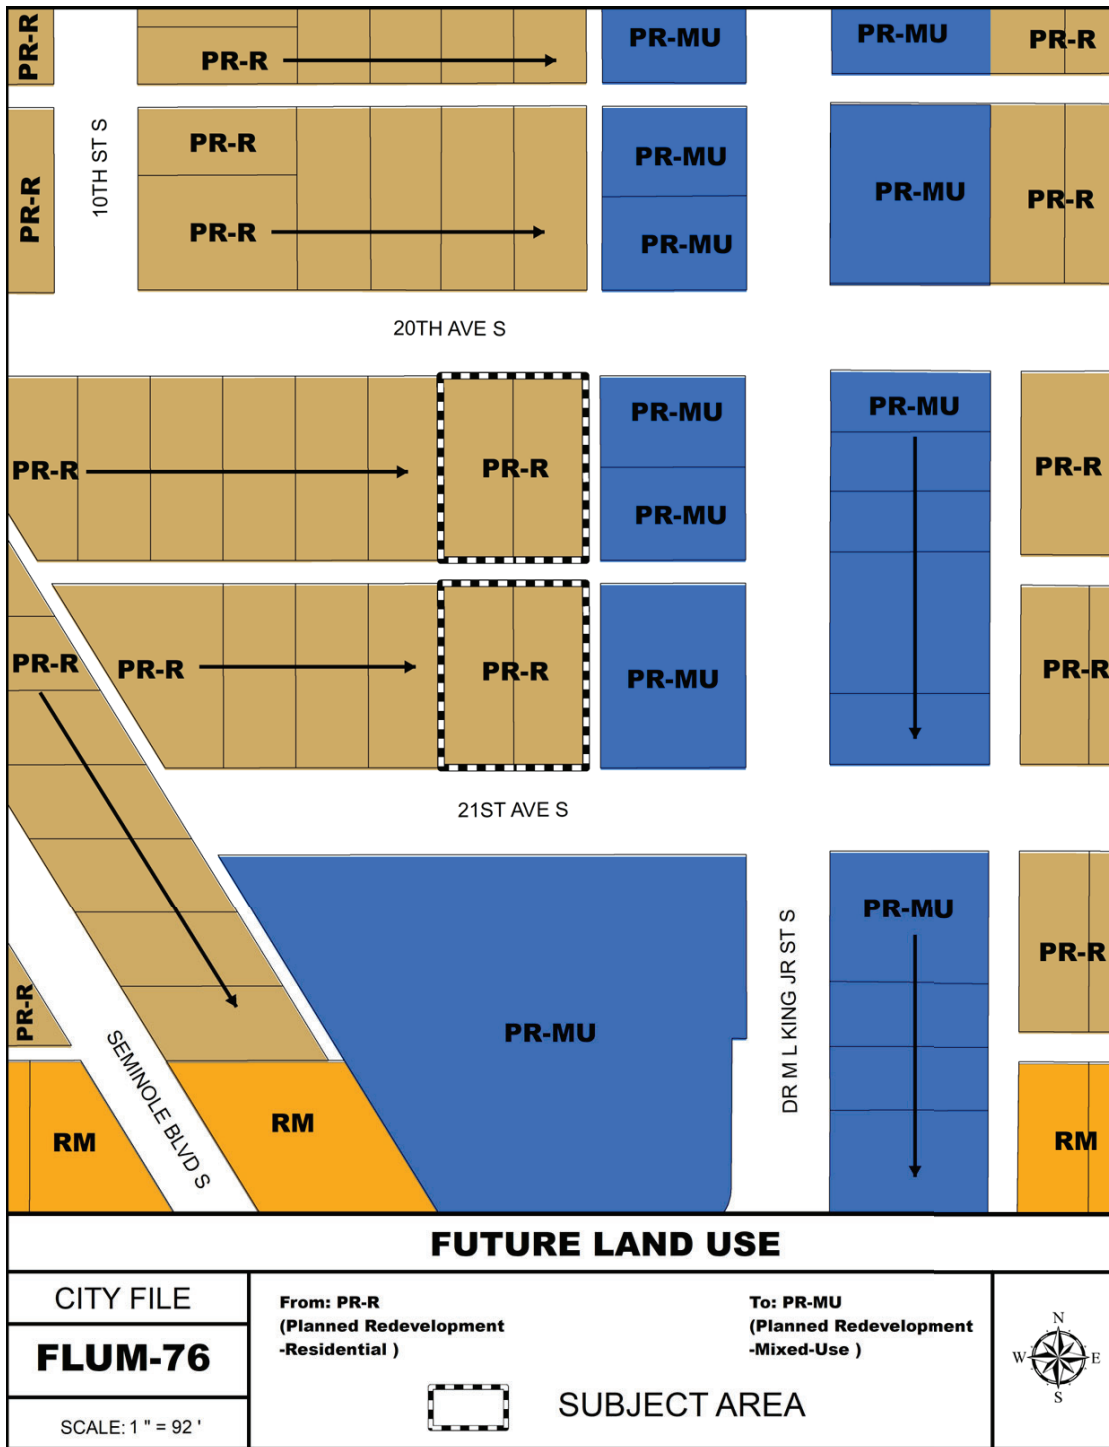 PR-R
PR-R
PR-MU
PR-MU
PR-R
10TH ST S
PR-R
PR-R
PR-MU
PR-MU
PR-R
PR-R
PR-MU
20TH AVE S
PR-R
PR-R
PR-MU
PR-MU
PR-MU
PR-R
PR-R
PR-R
PR-R
PR-MU
PR-R
21ST AVE S
PR-MU
PR-R
PR-R
SEMINOLE BLVD S
PR-MU
DR M L KING JR ST S
RM
RM
RM
FUTURE LAND USE
CITY FILE
FLUM-76
SCALE: 1 " = 92 '
From: PR-R
(Planned Redevelopment
-Residential )
To: PR-MU
(Planned Redevelopment
-Mixed-Use )
SUBJECT AREA
N
W
E
S